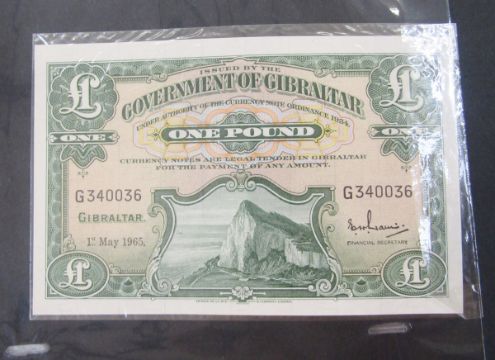 ISSUED BY THE
GOVERNMENT OF GIBRALTAR
UNDER AUTHORITY OF THE CURRENCY NOTE ORDINANCE 1934.
£ £
ONE ONE POUND ONE
CURRENCY NOTES ARE LEGAL TENDER IN GIBRALTAR
FOR THE PAYMENT OF ANY AMOUNT.
G340036 G340036
GIBRALTAR.
1st May 1965.
FINANCIAL SECRETARY
£1 £1